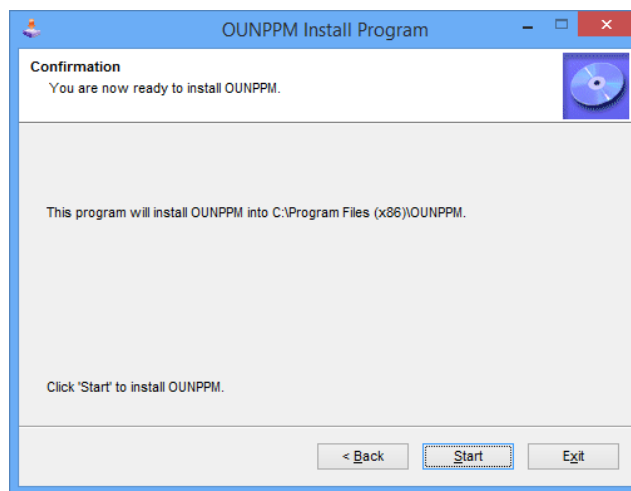 OUNPPM Install Program
Confirmation
You are now ready to install OUNPPM.
This program will install OUNPPM into C:\Program Files (x86)\OUNPPM.
Click 'Start' to install OUNPPM.
< Back
Start
Exit